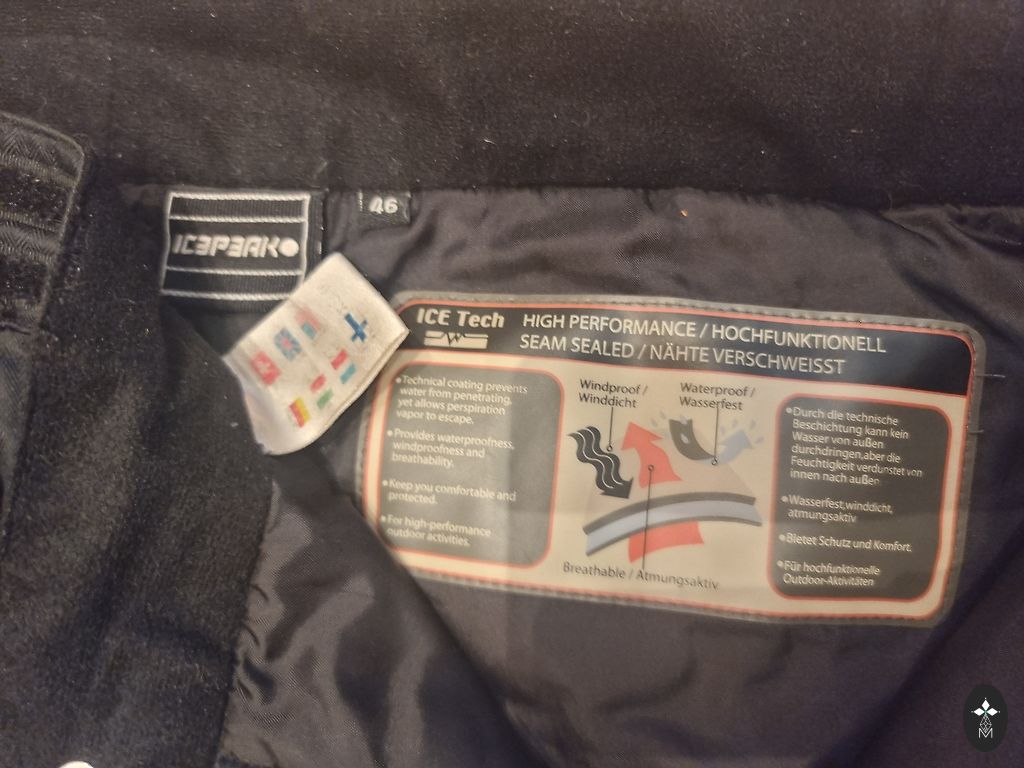 ICEPEAK
46
ICE Tech
HIGH PERFORMANCE / HOCHFUNKTIONELL
SEAM SEALED / NÄHTE VERSCHWEISST
•Technical coating prevents
water from penetrating,
yet allows perspiration
vapor to escape.
•Provides waterproofness,
windproofness and
breathability.
•Keep you comfortable and
protected.
•For high-performance
outdoor activities.
Windproof /
Winddicht
Waterproof /
Wasserfest
Breathable / Atmungsaktiv
•Durch die technische
Beschichtung kann kein
Wasser von außen
durchdringen,aber die
Feuchtigkeit verdunstet von
innen nach außen
•Wasserfest,winddicht,
atmungsaktiv
•Bietet Schutz und Komfort.
•Für hochfunktionelle
Outdoor-Aktivitäten
M